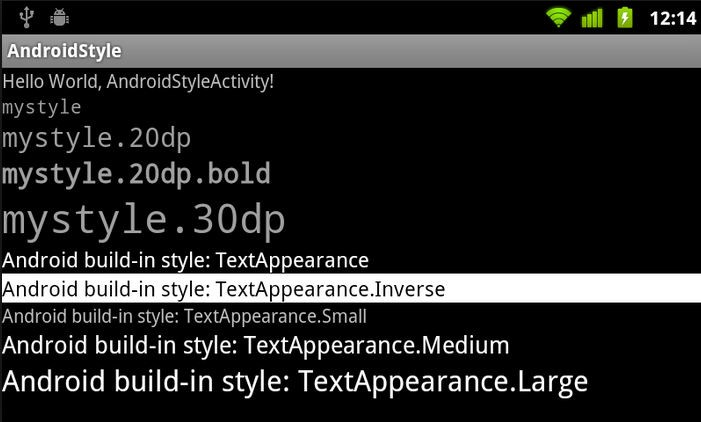 12:14
AndroidStyle
Hello World, AndroidStyleActivity!
mystyle
mystyle.20dp
mystyle.20dp.bold
mystyle.30dp
Android build-in style: TextAppearance
Android build-in style: TextAppearance.Inverse
Android build-in style: TextAppearance.Small
Android build-in style: TextAppearance.Medium
Android build-in style: TextAppearance.Large